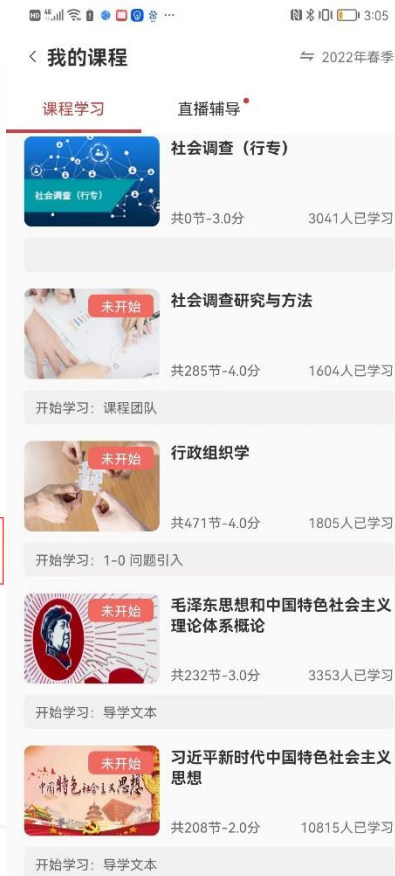 HD 3:05
我的课程
2022年春季
课程学习 直播辅导
社会调查（行专）
社会调查（行专）
共0节-3.0分 3041人已学习
未开始
社会调查研究与方法
共285节-4.0分 1604人已学习
开始学习：课程团队
未开始
行政组织学
共471节-4.0分 1805人已学习
开始学习：1-0 问题引入
未开始
毛泽东思想和中国特色社会主义
理论体系概论
共232节-3.0分 3353人已学习
开始学习：导学文本
未开始
中国特色社会主义思想
习近平新时代中国特色社会主义
思想
共208节-2.0分 10815人已学习
开始学习：导学文本